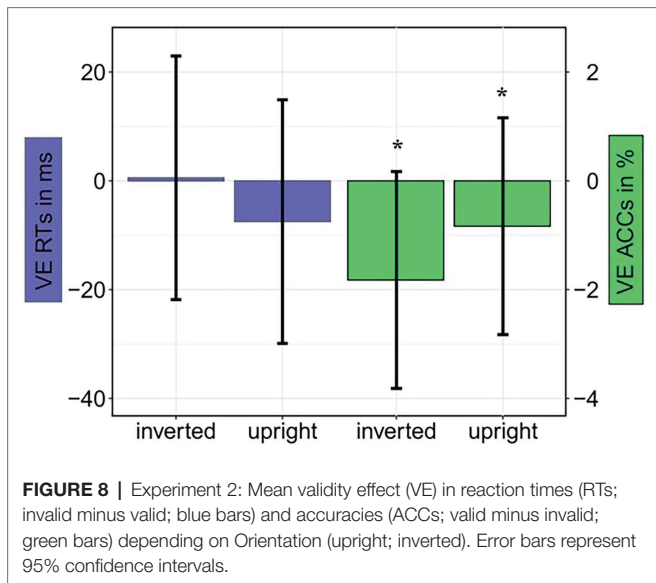 VE RTs in ms
20
0
−20
−40
*
*
2
0
−2
−4
VE ACCs in %
inverted upright inverted upright
FIGURE 8 | Experiment 2: Mean validity effect (VE) in reaction times (RTs;
invalid minus valid; blue bars) and accuracies (ACCs; valid minus invalid;
green bars) depending on Orientation (upright; inverted). Error bars represent
95% confidence intervals.